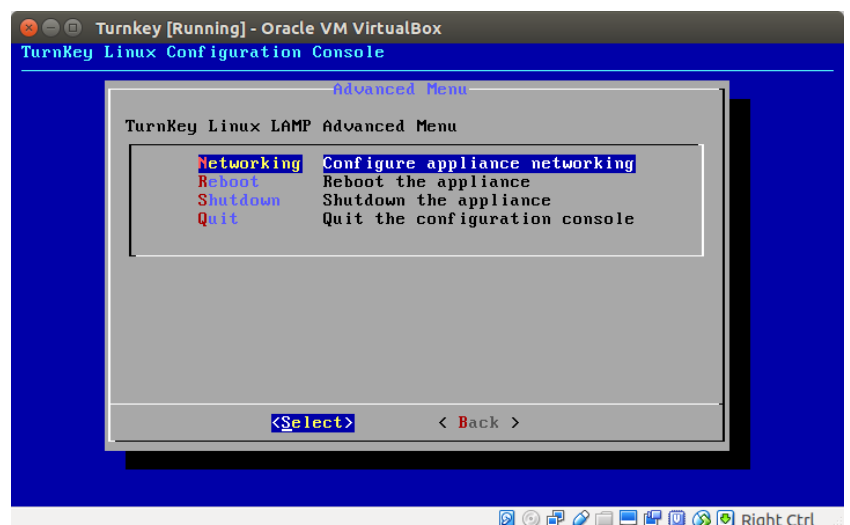 Turnkey [Running] - Oracle VM VirtualBox
TurnKey Linux Configuration Console
Advanced Menu
TurnKey Linux LAMP Advanced Menu
Networking Configure appliance networking
Reboot Reboot the appliance
Shutdown Shutdown the appliance
Quit Quit the configuration console
<Select> < Back >
Right Ctrl